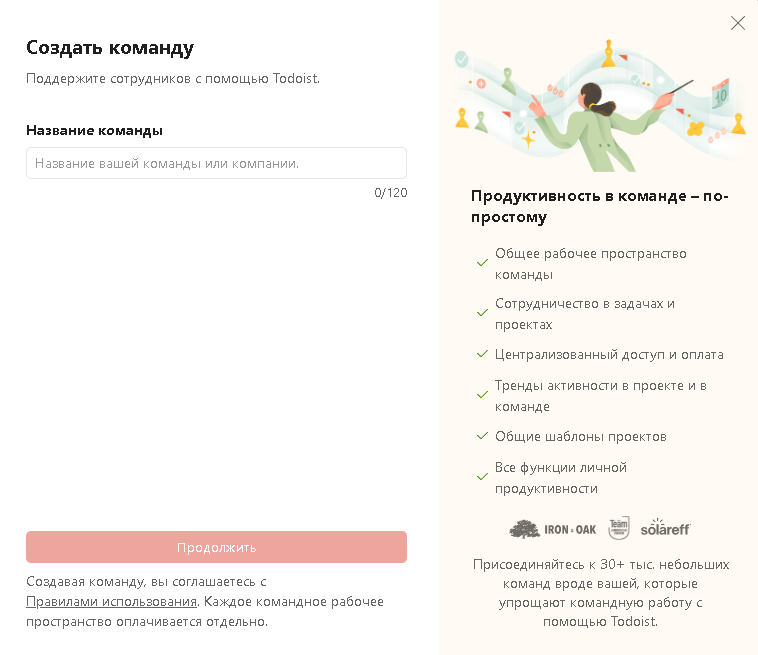 Создать команду
Поддержите сотрудников с помощью Todoist.
Название команды
Название вашей команды или компании.
0/120
Продолжить
Создавая команду, вы соглашаетесь с
Правилами использования. Каждое командное рабочее
пространство оплачивается отдельно.
10
Продуктивность в команде – по-
простому
Общее рабочее пространство
команды
Сотрудничество в задачах и
проектах
Централизованный доступ и оплата
Тренды активности в проекте и в
команде
Общие шаблоны проектов
Все функции личной
продуктивности
IRON & OAK
Team
solareff
Присоединяйтесь к 30+ тыс. небольших
команд вроде вашей, которые
упрощают командную работу с
помощью Todoist.